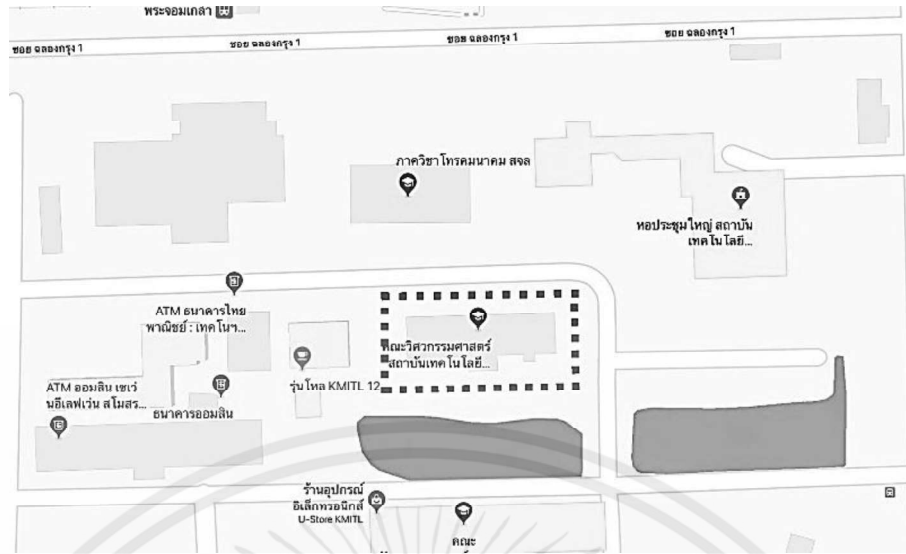 พระจอมเกล้า
ซอย ฉลองกรุง 1
ซอย ฉลองกรุง 1
ซอย ฉลองกรุง 1
ซอย ฉลองกรุง 1
ภาควิชาโทรคมนาคม สจล
หอประชุมใหญ่ สถาบัน
เทคโนโลยี...
ATM ธนาคารไทย
พาณิชย์ : เทคโนฯ...
คณะวิศวกรรมศาสตร์
สถาบันเทคโนโลยี...
รุ่นไหล KMITL 12
ATM ออมสิน เซเว่
นอีเลฟเว่น สโมสร...
ธนาคารออมสิน
ร้านอุปกรณ์
อิเล็กทรอนิกส์
U-Store KMITL
คณะ